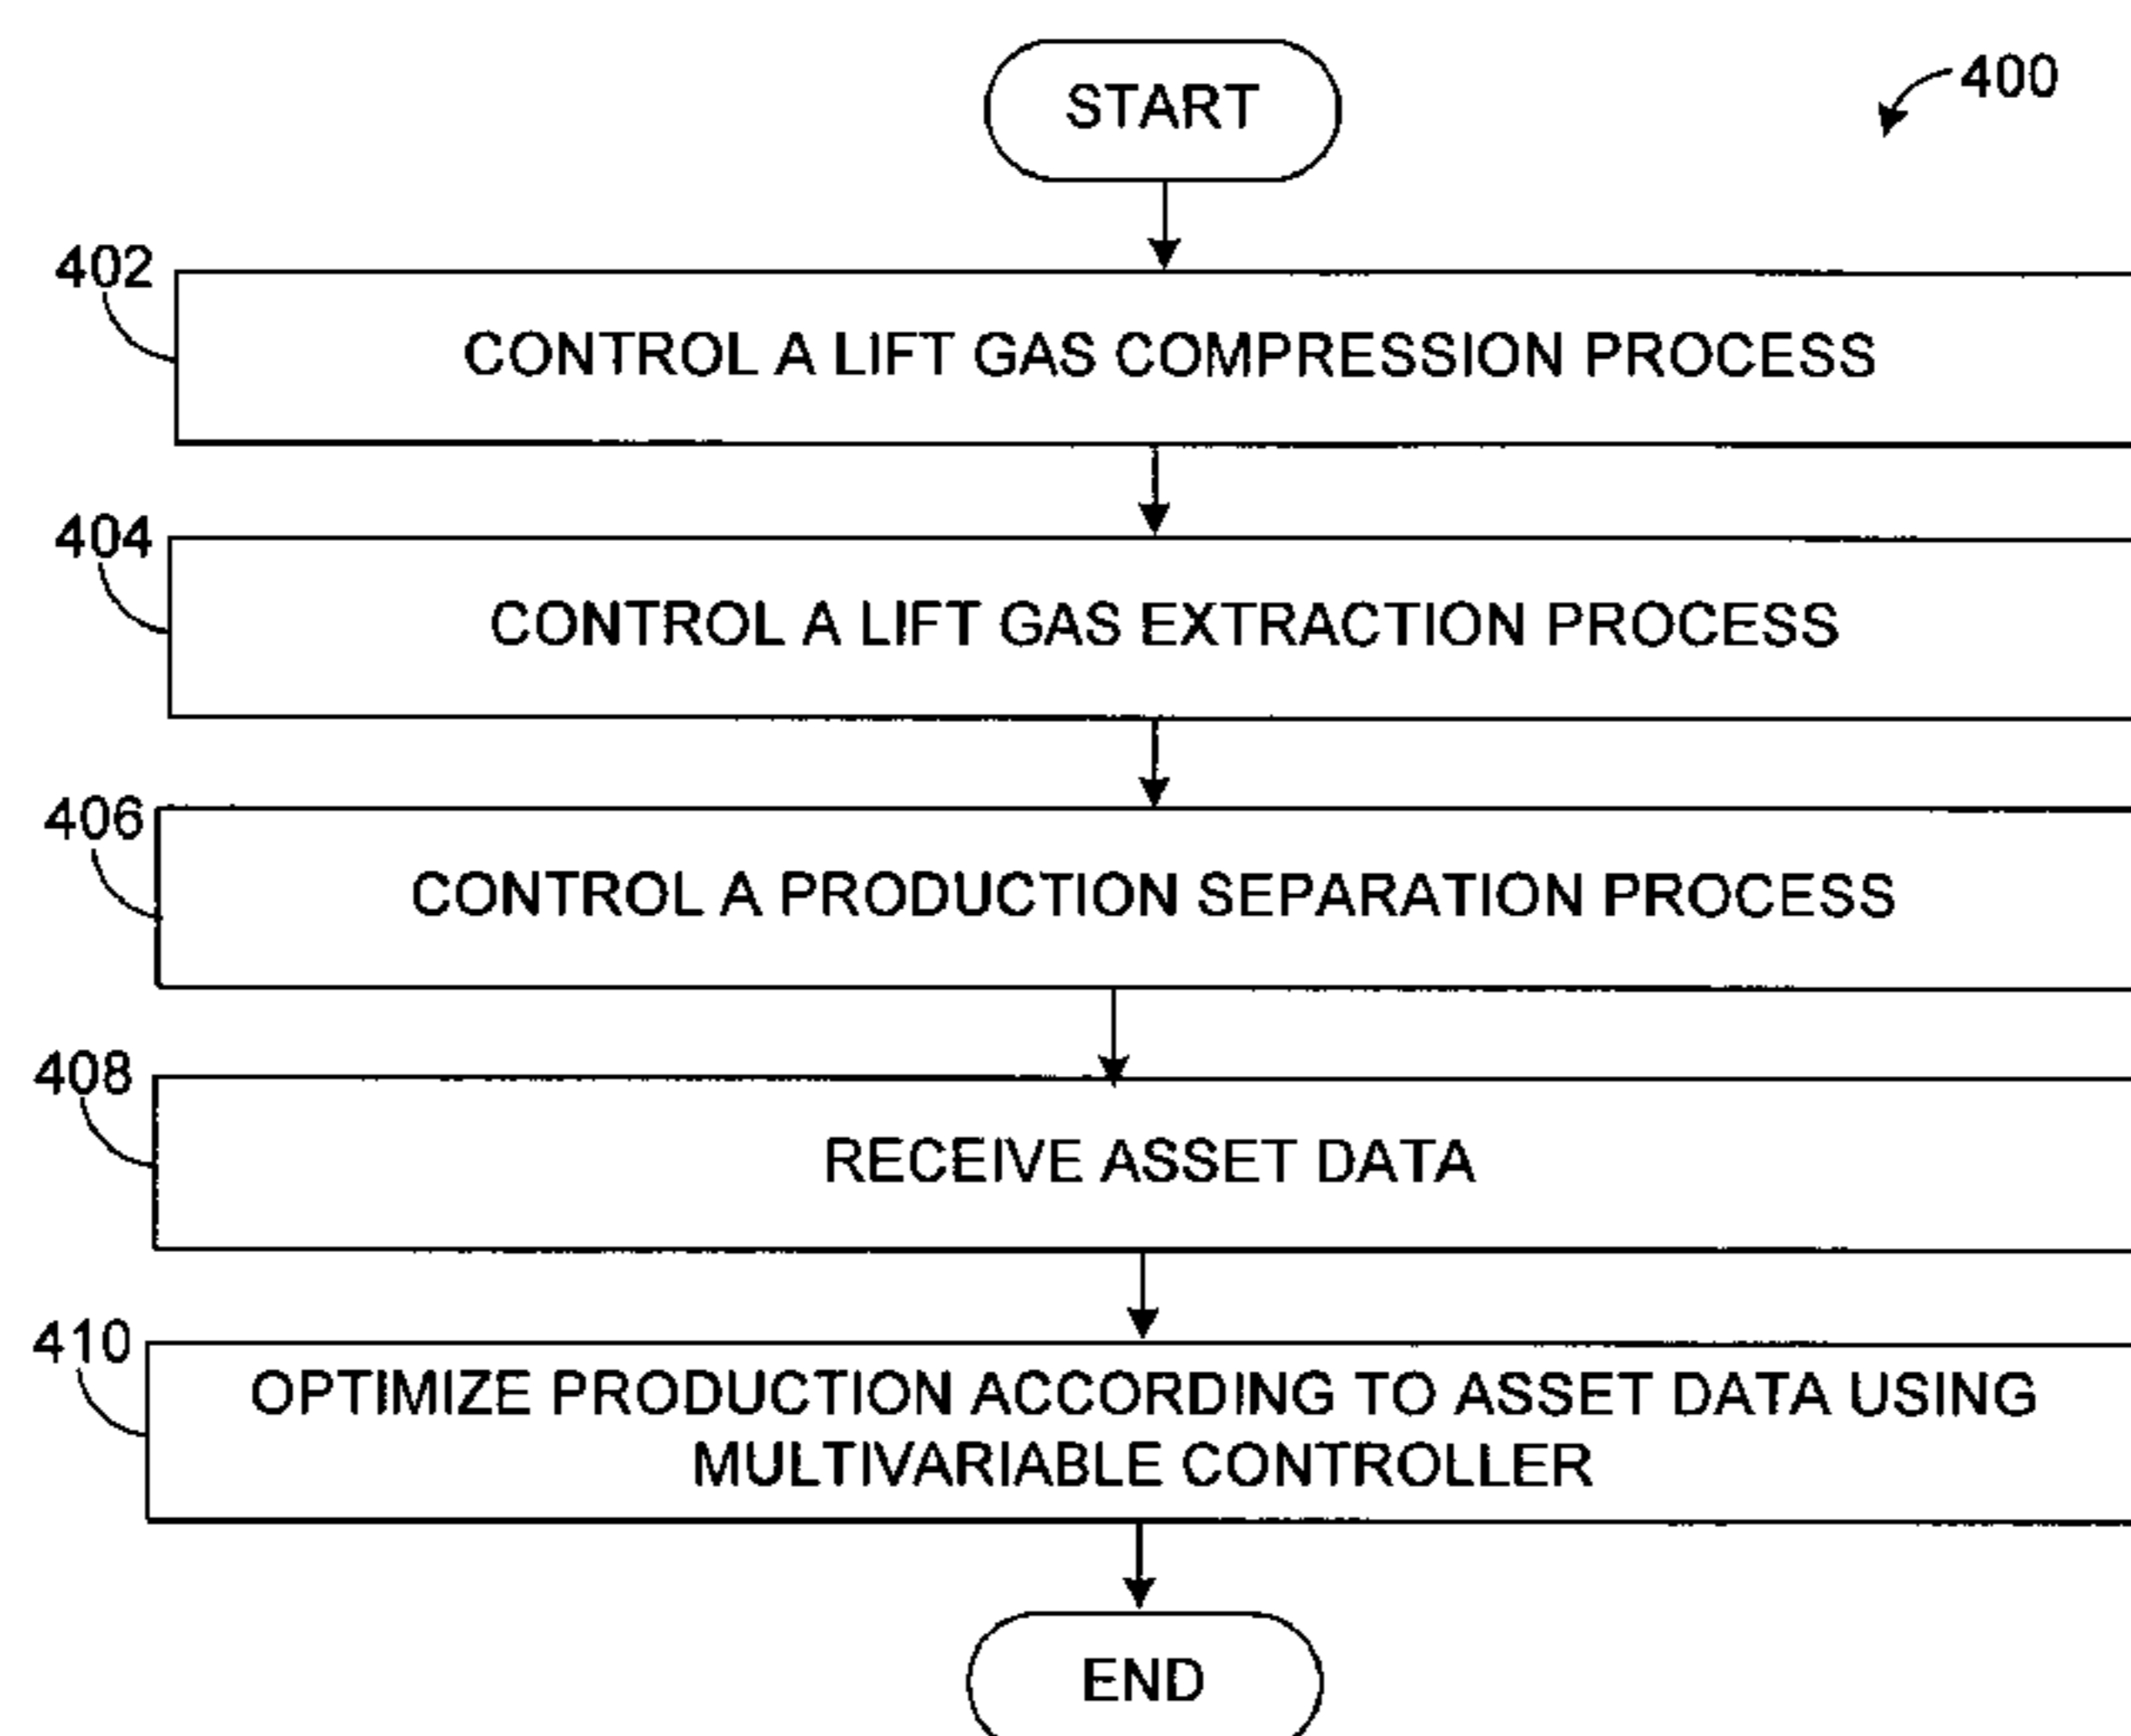 START
400
402
CONTROL A LIFT GAS COMPRESSION PROCESS
404
CONTROL A LIFT GAS EXTRACTION PROCESS
406
CONTROL A PRODUCTION SEPARATION PROCESS
408
RECEIVE ASSET DATA
410
OPTIMIZE PRODUCTION ACCORDING TO ASSET DATA USING
MULTIVARIABLE CONTROLLER
END